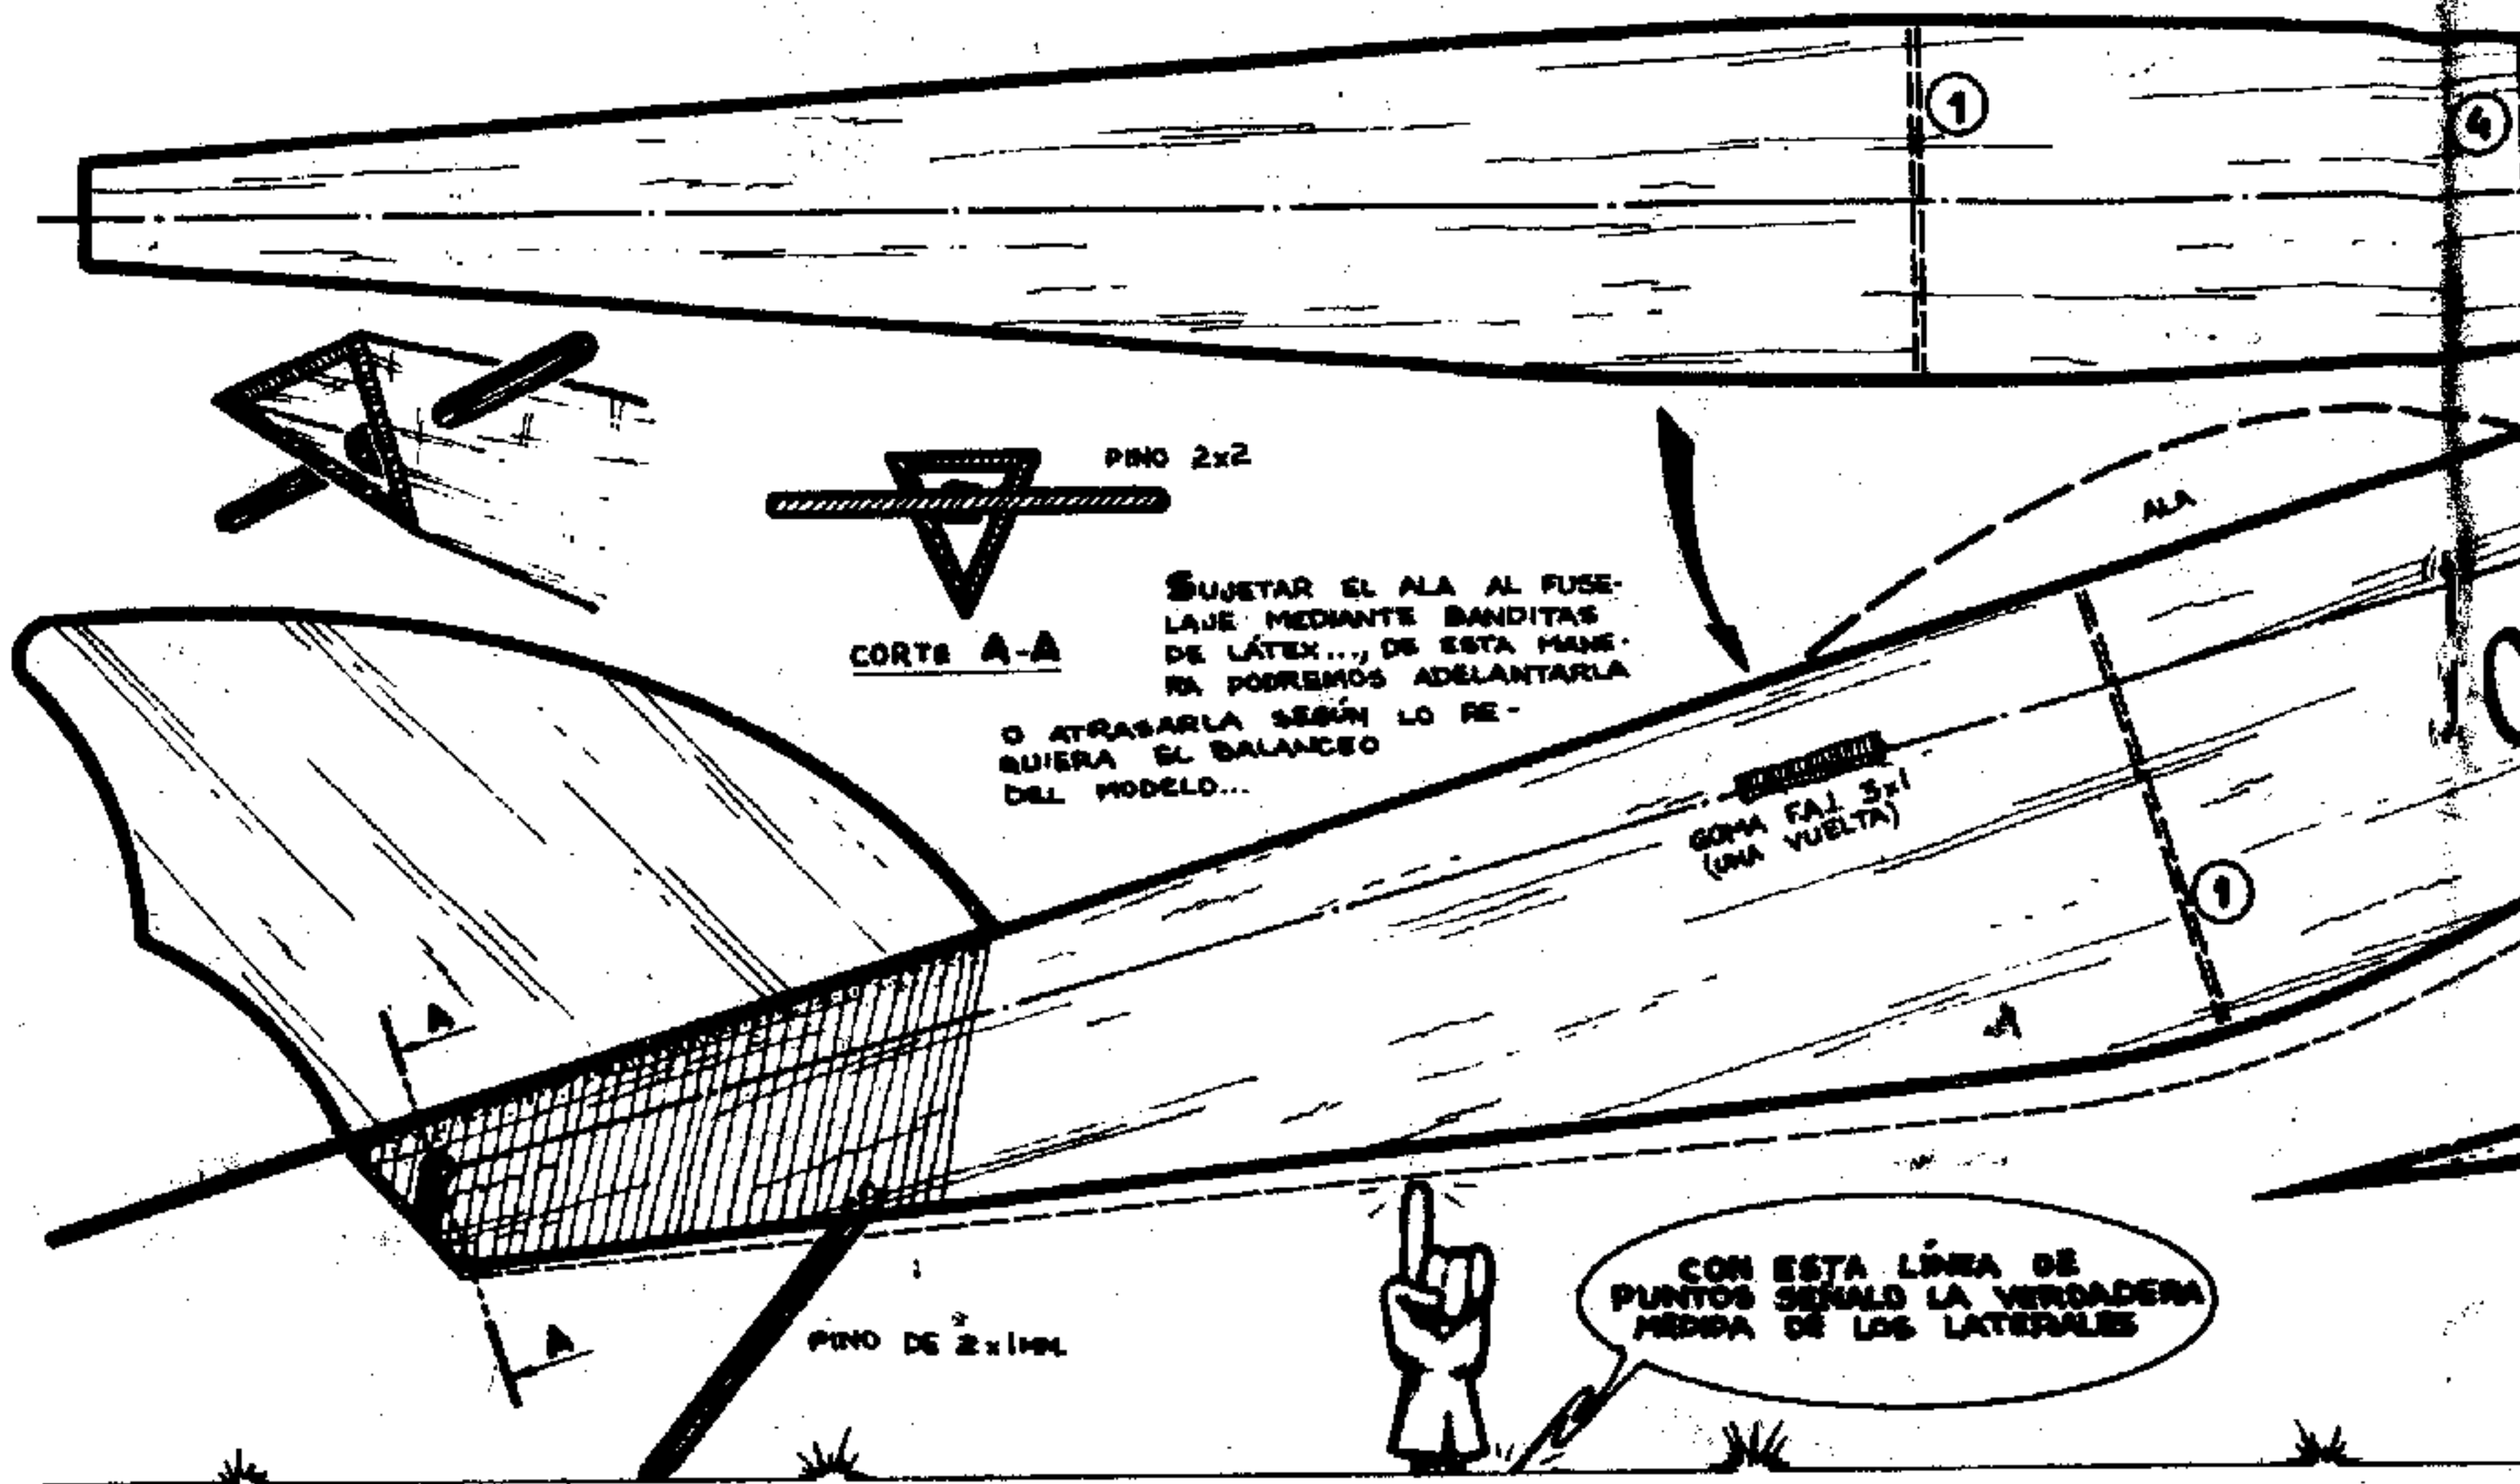 1
4
PINO 2x2
ALA
CORTE A-A
SUJETAR EL ALA AL FUSE-
LAJE MEDIANTE BANDITAS
DE LÁTEX..., DE ESTA MANE-
RA PODREMOS ADELANTARLA
O ATRASARLA SEGÚN LO RE-
QUIERA EL BALANCEO
DEL MODELO...
GOMA F.A.I. 3x1
(UNA VUELTA)
1
A
A
A
PINO DE 2x1MM.
CON ESTA LÍNEA DE
PUNTOS SEÑALO LA VERDADERA
MEDIDA DE LOS LATERALES